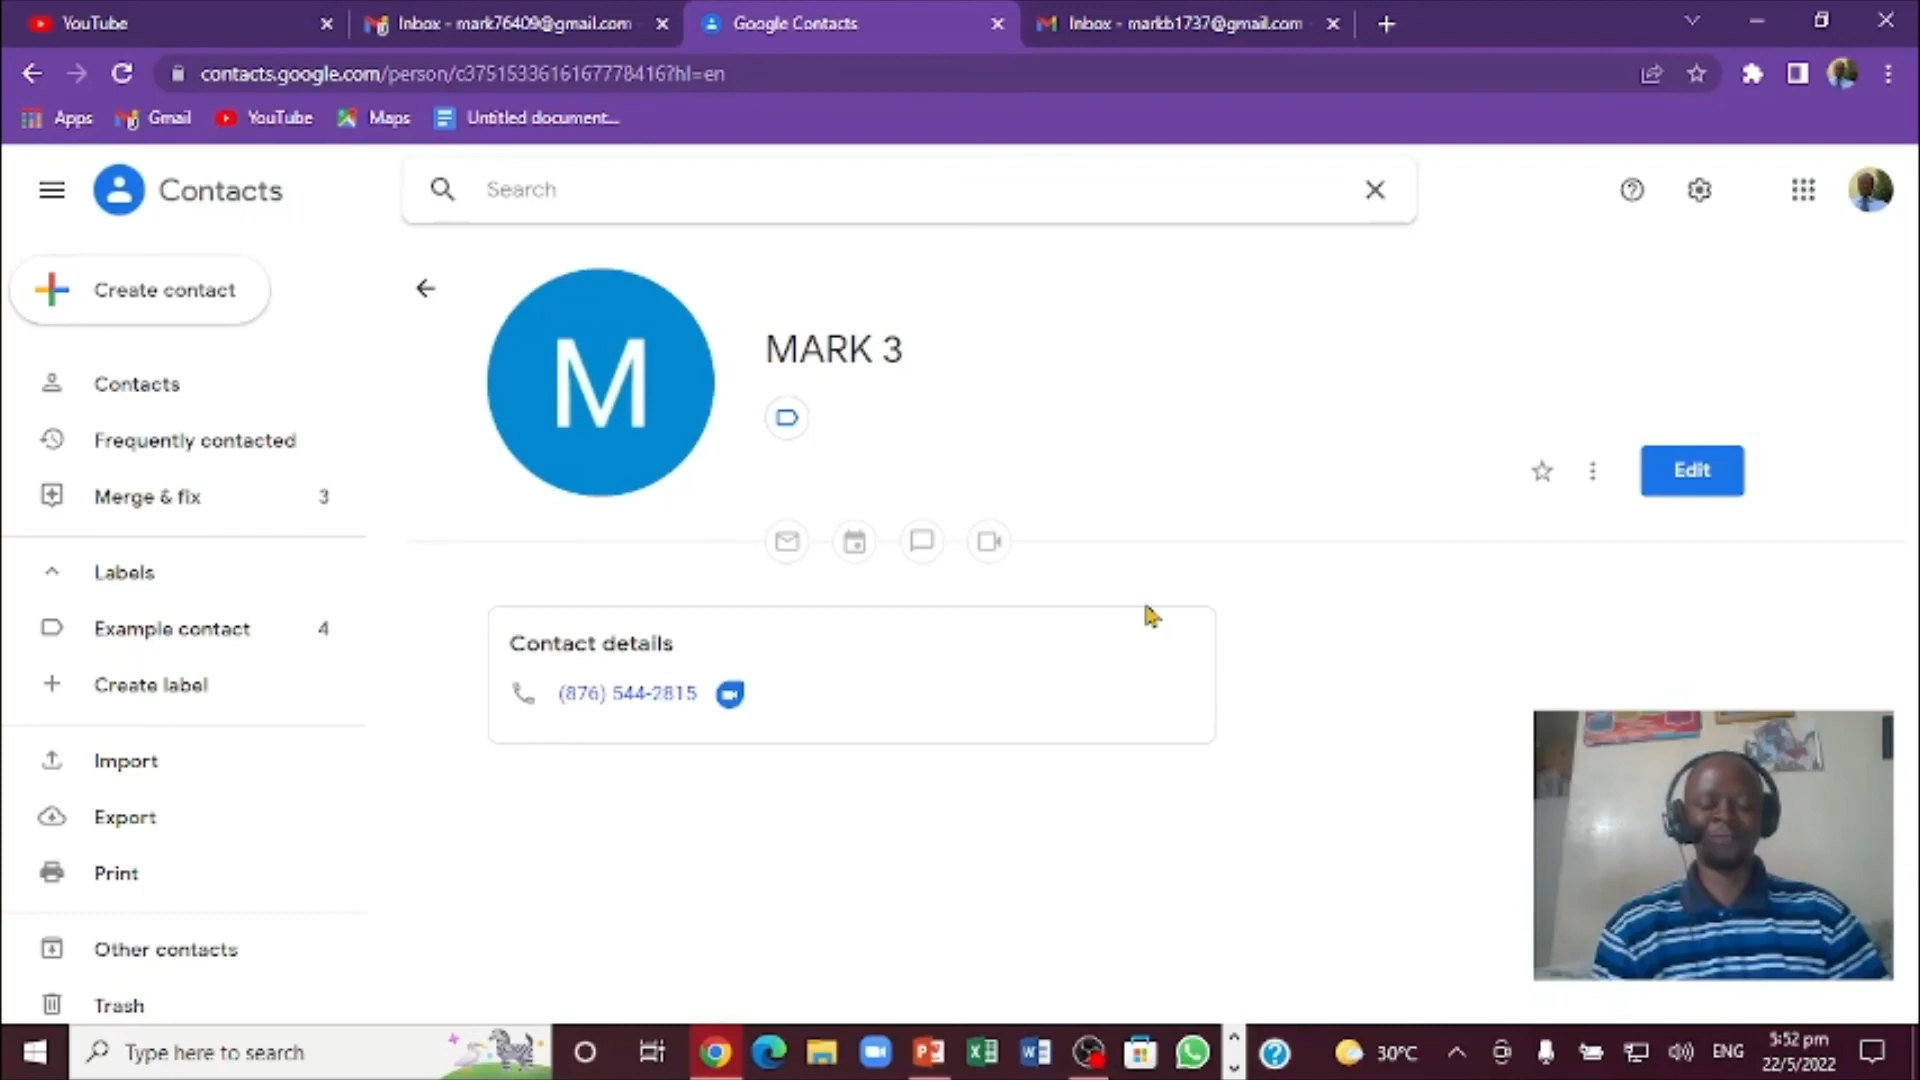 YouTube
Inbox - mark76409@gmail.com
Google Contacts
Inbox - markb1737@gmail.com
contacts.google.com/person/c3751533616167778416?hl=en
Apps
Gmail
YouTube
Maps
Untitled document...
Contacts
Search
Create contact
M
MARK 3
Contacts
Frequently contacted
Merge & fix 3
Edit
Labels
Example contact 4
Create label
Contact details
(876) 544-2815
Import
Export
Print
Other contacts
Trash
Type here to search
30°C
ENG
5:52 pm
22/5/2022